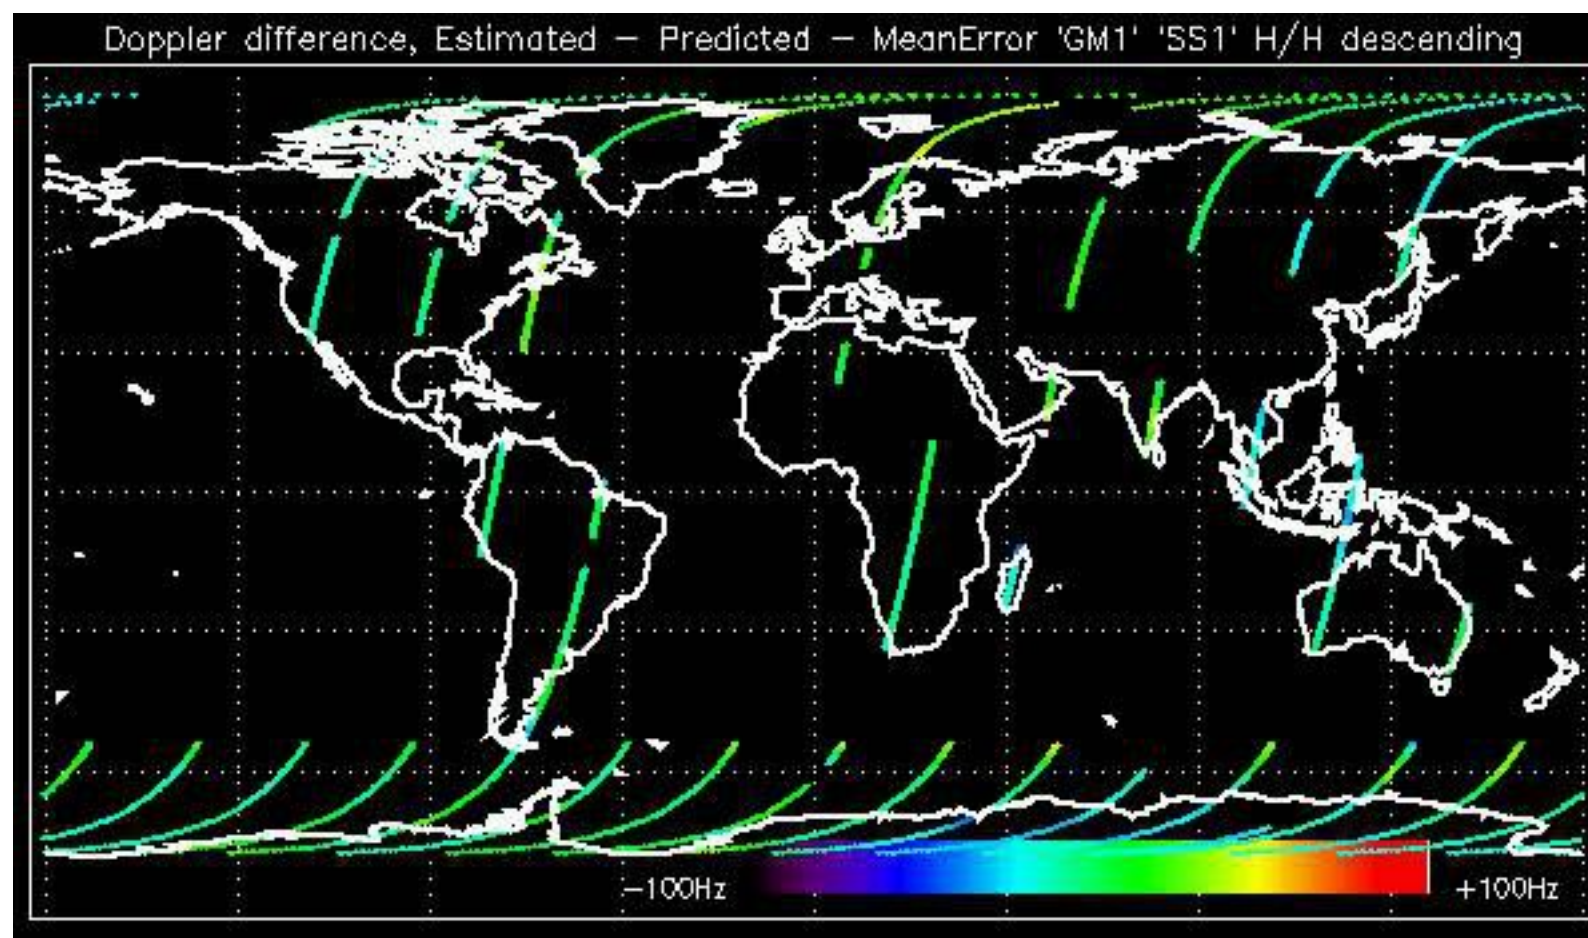 Doppler difference, Estimated – Predicted – MeanError 'GM1' 'SS1' H/H descending
–100Hz
+100Hz